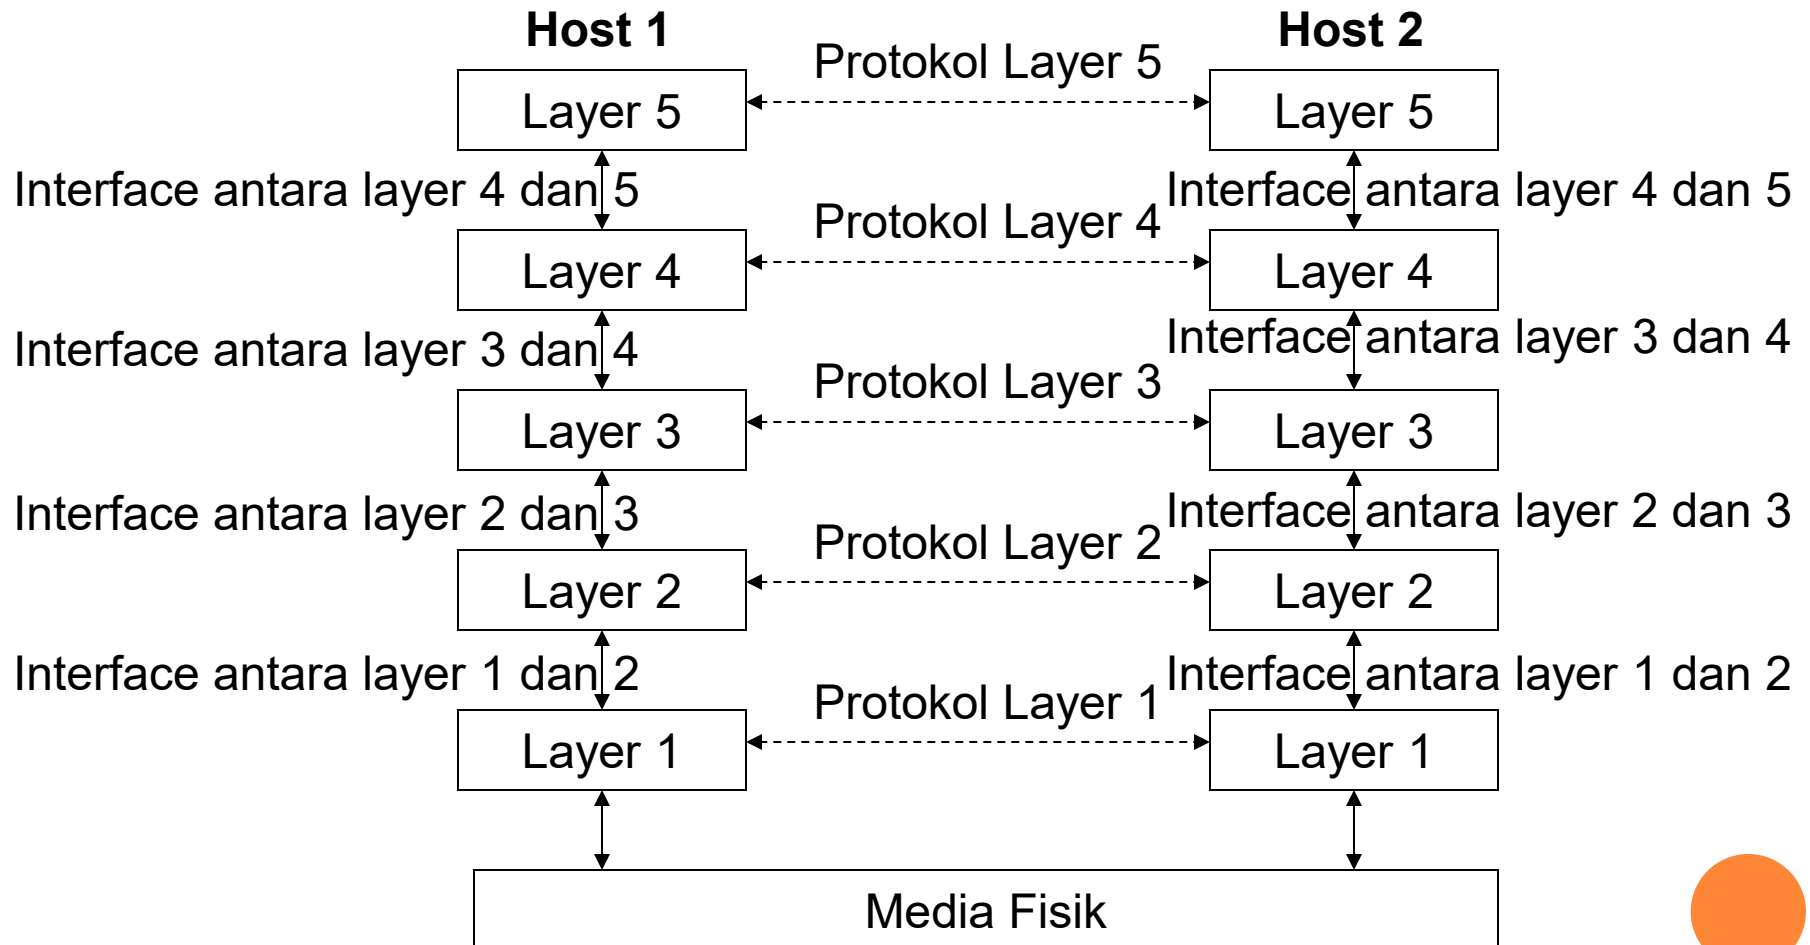 Host 1
Host 2
Protokol Layer 5
Layer 5
Layer 5
Interface antara layer 4 dan 5
Interface antara layer 4 dan 5
Protokol Layer 4
Layer 4
Layer 4
Interface antara layer 3 dan 4
Interface antara layer 3 dan 4
Protokol Layer 3
Layer 3
Layer 3
Interface antara layer 2 dan 3
Interface antara layer 2 dan 3
Protokol Layer 2
Layer 2
Layer 2
Interface antara layer 1 dan 2
Interface antara layer 1 dan 2
Protokol Layer 1
Layer 1
Layer 1
Media Fisik